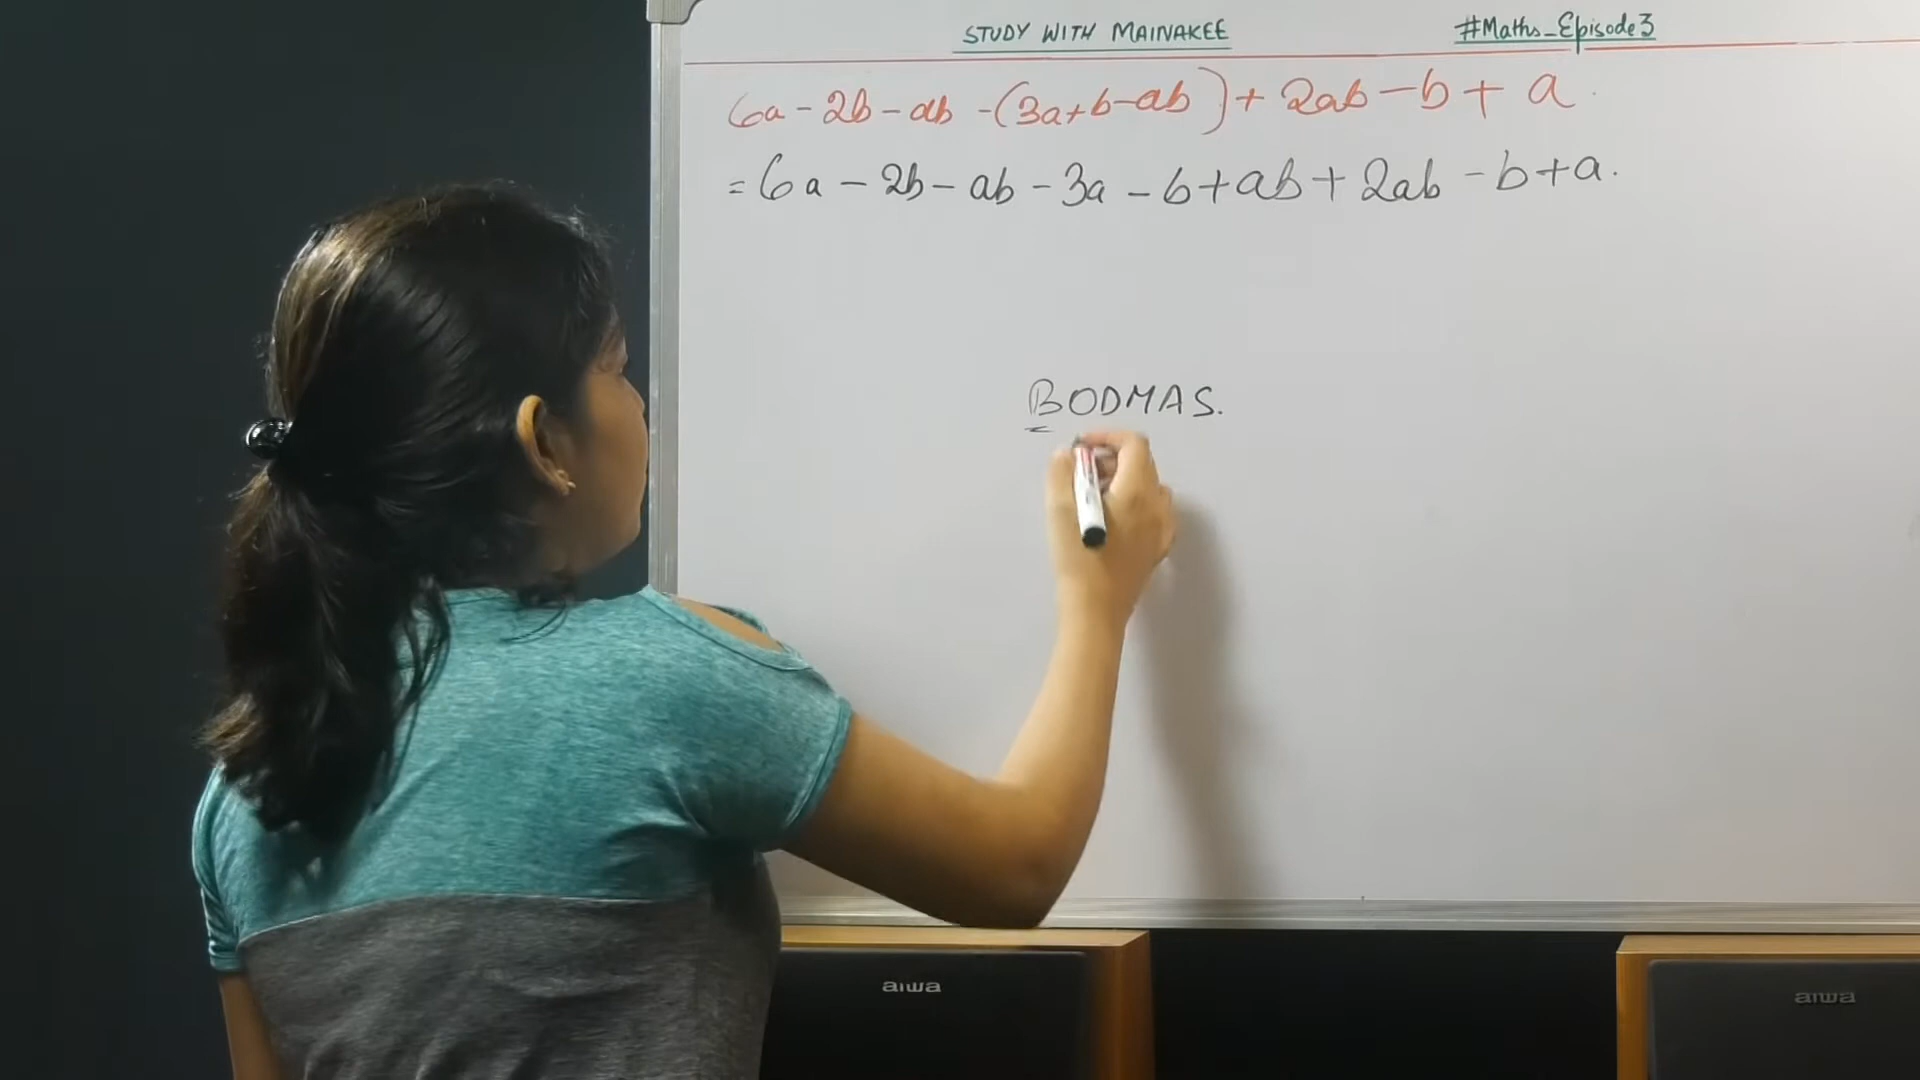 STUDY WITH MAINAKEE #Maths_Episode3
6a - 2b - ab - (3a+b-ab) + 2ab - b + a.
= 6a - 2b - ab - 3a - b + ab + 2ab - b + a.
BODMAS.
aiwa aiwa